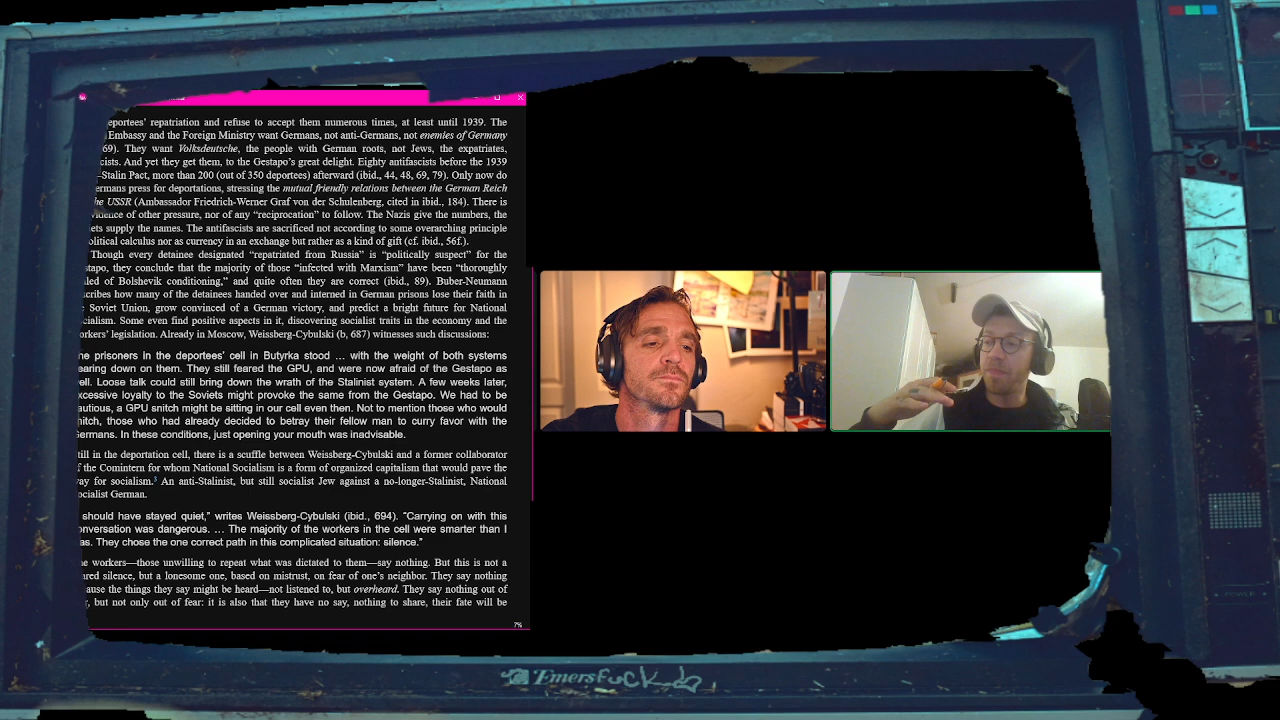 eportees' repatriation and refuse to accept them numerous times, at least until 1939. The
Embassy and the Foreign Ministry want Germans, not anti-Germans, not enemies of Germany
69). They want Volksdeutsche, the people with German roots, not Jews, the expatriates,
cists. And yet they get them, to the Gestapo's great delight. Eighty antifascists before the 1939
-Stalin Pact, more than 200 (out of 350 deportees) afterward (ibid., 44, 48, 69, 79). Only now do
ermans press for deportations, stressing the mutual friendly relations between the German Reich
he USSR (Ambassador Friedrich-Werner Graf von der Schulenberg, cited in ibid., 184). There is
vidence of other pressure, nor of any “reciprocation” to follow. The Nazis give the numbers, the
ets supply the names. The antifascists are sacrificed not according to some overarching principle
olitical calculus nor as currency in an exchange but rather as a kind of gift (cf. ibid., 56f.).
Though every detainee designated “repatriated from Russia” is “politically suspect” for the
stapo, they conclude that the majority of those “infected with Marxism” have been “thoroughly
led of Bolshevik conditioning,” and quite often they are correct (ibid., 89). Buber-Neumann
scribes how many of the detainees handed over and interned in German prisons lose their faith in
Soviet Union, grow convinced of a German victory, and predict a bright future for National
cialism. Some even find positive aspects in it, discovering socialist traits in the economy and the
orkers' legislation. Already in Moscow, Weissberg-Cybulski (b, 687) witnesses such discussions:
he prisoners in the deportees' cell in Butyrka stood … with the weight of both systems
earing down on them. They still feared the GPU, and were now afraid of the Gestapo as
ell. Loose talk could still bring down the wrath of the Stalinist system. A few weeks later,
xcessive loyalty to the Soviets might provoke the same from the Gestapo. We had to be
autious, a GPU snitch might be sitting in our cell even then. Not to mention those who would
nitch, those who had already decided to betray their fellow man to curry favor with the
ermans. In these conditions, just opening your mouth was inadvisable.
till in the deportation cell, there is a scuffle between Weissberg-Cybulski and a former collaborator
f the Comintern for whom National Socialism is a form of organized capitalism that would pave the
ay for socialism.3 An anti-Stalinist, but still socialist Jew against a no-longer-Stalinist, National
ocialist German.
should have stayed quiet,” writes Weissberg-Cybulski (ibid., 694). “Carrying on with this
onversation was dangerous. … The majority of the workers in the cell were smarter than I
as. They chose the one correct path in this complicated situation: silence.”
he workers—those unwilling to repeat what was dictated to them—say nothing. But this is not a
ared silence, but a lonesome one, based on mistrust, on fear of one's neighbor. They say nothing
ause the things they say might be heard—not listened to, but overheard. They say nothing out of
r, but not only out of fear: it is also that they have no say, nothing to share, their fate will be
7%
POWER
Emersfuck